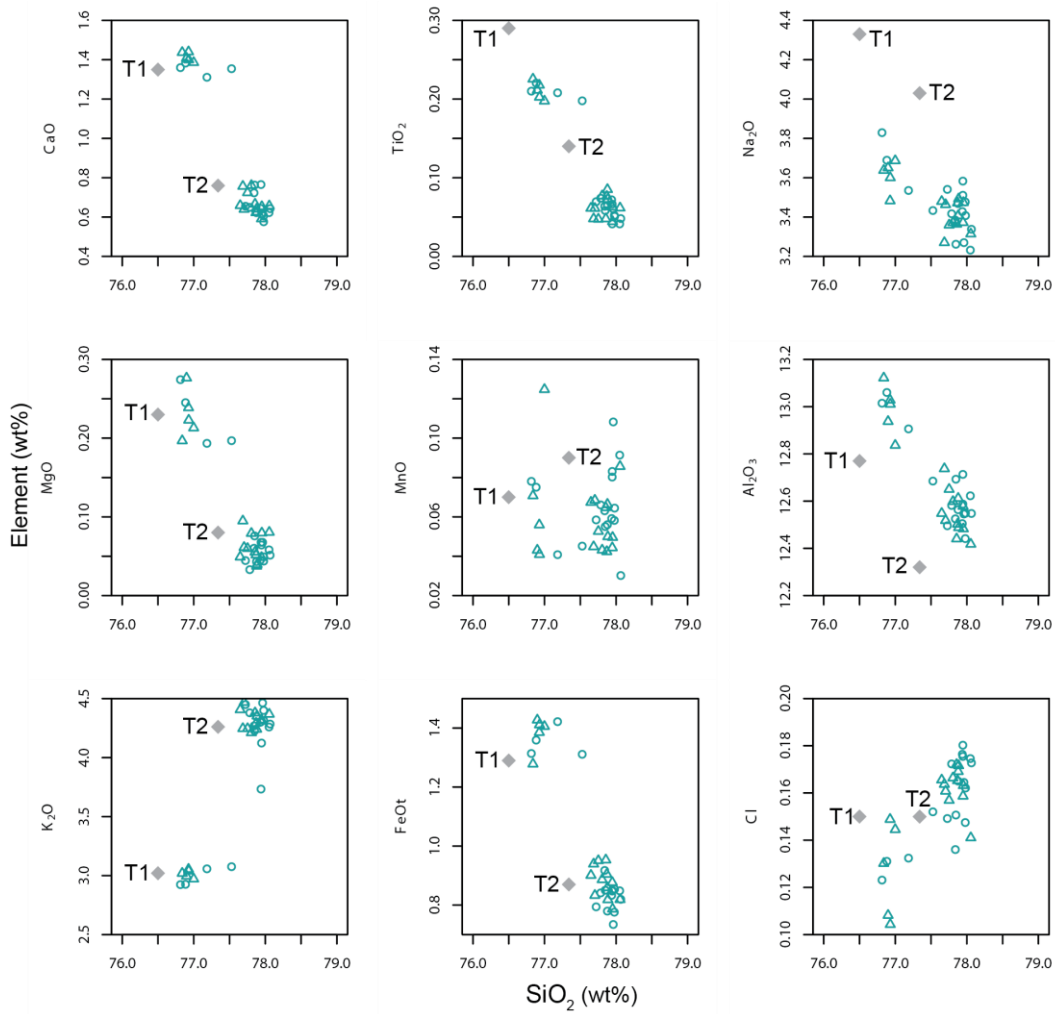 CaO
1.6
1.4
1.2
1.0
0.8
0.6
0.4
T1
T2
76.0 77.0 78.0 79.0
TiO2
0.30
0.20
0.10
0.00
T1
T2
76.0 77.0 78.0 79.0
Na2O
4.4
4.2
4.0
3.8
3.6
3.4
3.2
T1
T2
76.0 77.0 78.0 79.0
Element (wt%)
MgO
0.30
0.20
0.10
0.00
T1
T2
76.0 77.0 78.0 79.0
MnO
0.14
0.10
0.06
0.02
T2
T1
76.0 77.0 78.0 79.0
Al2O3
13.2
13.0
12.8
12.6
12.4
12.2
T1
T2
76.0 77.0 78.0 79.0
K2O
4.5
4.0
3.5
3.0
2.5
T2
T1
76.0 77.0 78.0 79.0
FeOt
1.4
1.2
1.0
0.8
T1
T2
76.0 77.0 78.0 79.0
Cl
0.20
0.18
0.16
0.14
0.12
0.10
T1
T2
76.0 77.0 78.0 79.0
SiO2 (wt%)